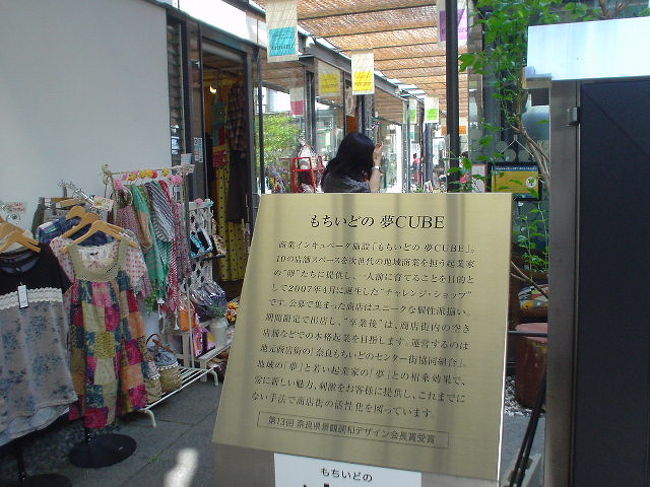 もちいどの 夢CUBE
商業インキュベータ施設「もちいどの 夢CUBE」。
10の店舗スペースを次世代の地域商業を担う起業家
の“卵”たちに提供し、一人前に育てることを目的と
して2007年4月に誕生した“チャレンジ・ショップ”
です。公募で集まった商店はユニークな個性派揃い。
期間限定で出店し、“卒業後”は、商店街内の空き
店舗などでの本格起業を目指します。運営するのは
地元商店街の「奈良もちいどのセンター街協同組合」。
地域の「夢」と若い起業家の「夢」との相乗効果で、
常に新しい魅力、刺激をお客様に提供し、これまでに
ない手法で商店街の活性化を図っています。
第13回奈良県景観調和デザイン会長賞受賞
もちいどの